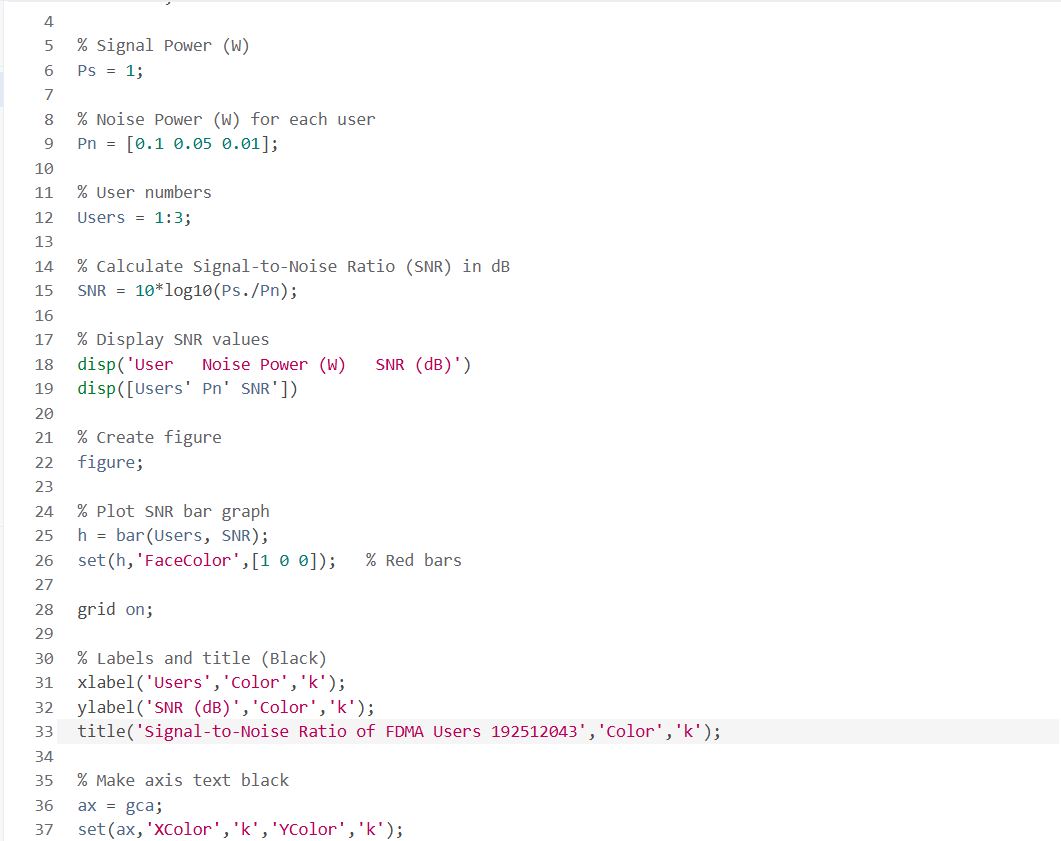 4
5 % Signal Power (W)
6 Ps = 1;
7
8 % Noise Power (W) for each user
9 Pn = [0.1 0.05 0.01];
10
11 % User numbers
12 Users = 1:3;
13
14 % Calculate Signal-to-Noise Ratio (SNR) in dB
15 SNR = 10*log10(Ps./Pn);
16
17 % Display SNR values
18 disp('User   Noise Power (W)   SNR (dB)')
19 disp([Users' Pn' SNR'])
20
21 % Create figure
22 figure;
23
24 % Plot SNR bar graph
25 h = bar(Users, SNR);
26 set(h,'FaceColor',[1 0 0]);   % Red bars
27
28 grid on;
29
30 % Labels and title (Black)
31 xlabel('Users','Color','k');
32 ylabel('SNR (dB)','Color','k');
33 title('Signal-to-Noise Ratio of FDMA Users 192512043','Color','k');
34
35 % Make axis text black
36 ax = gca;
37 set(ax,'XColor','k','YColor','k');